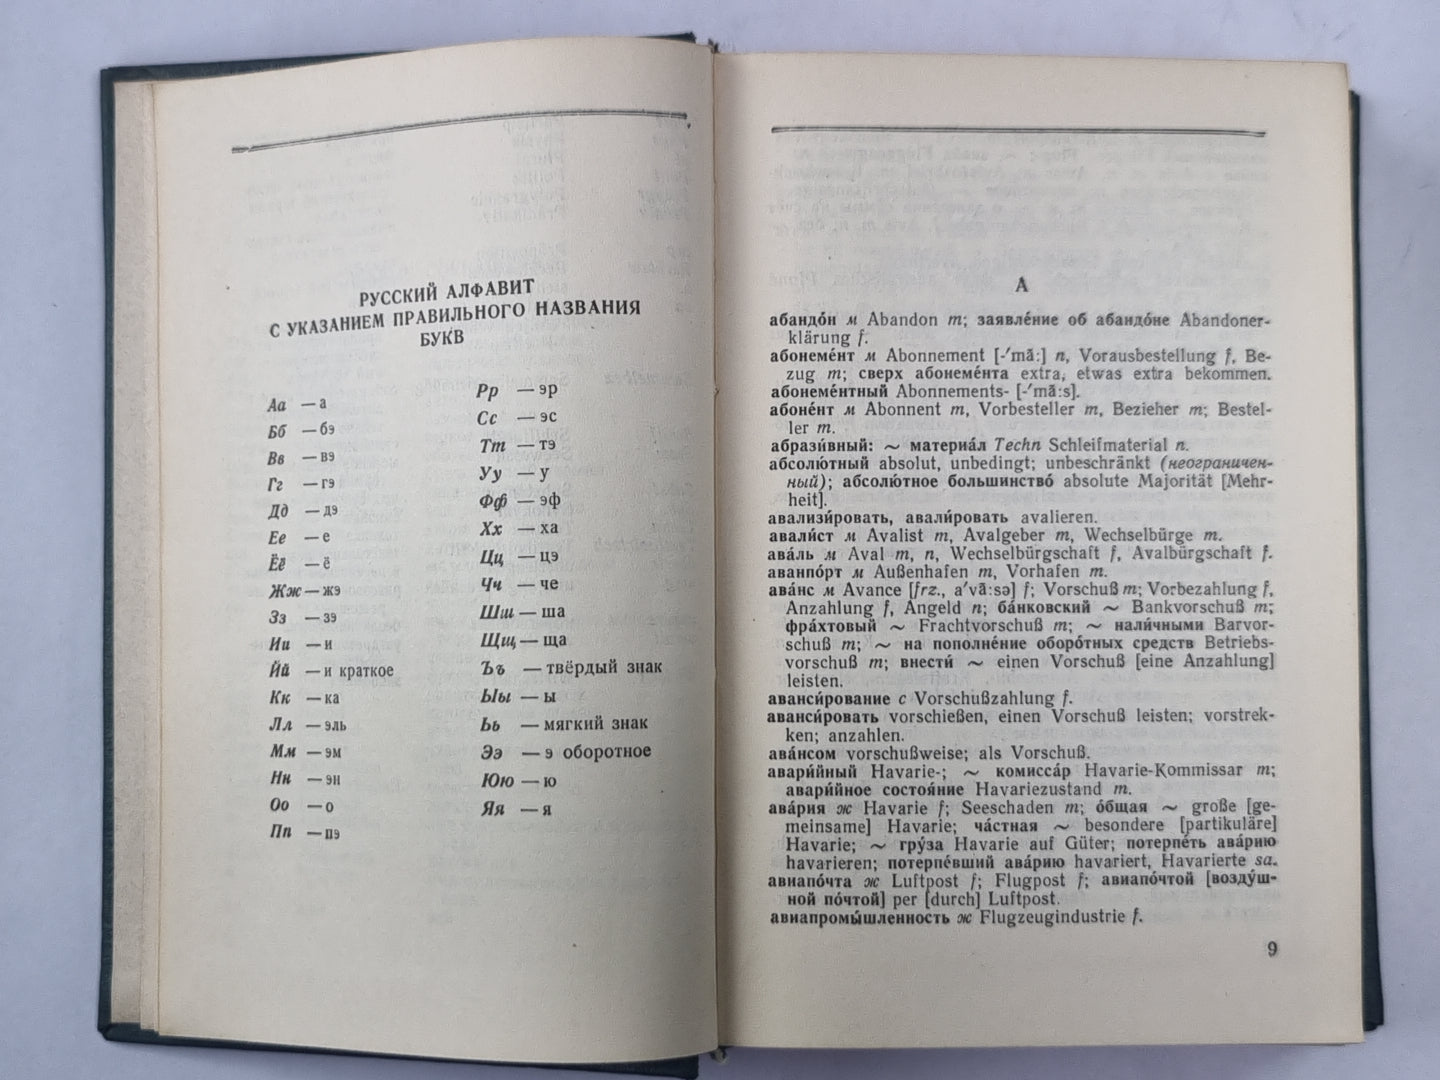 РУССКИЙ АЛФАВИТ
С УКАЗАНИЕМ ПРАВИЛЬНОГО НАЗВАНИЯ
БУКВ
Аа — а
Бб — бэ
Вв — вэ
Гг — гэ
Дд — дэ
Ее — е
Ёё — ё
Жж — жэ
Зз — зэ
Ии — и
Йй — и краткое
Кк — ка
Лл — эль
Мм — эм
Нн — эн
Оо — о
Пп — пэ
Рр — эр
Сс — эс
Тт — тэ
Уу — у
Фф — эф
Хх — ха
Цц — цэ
Чч — че
Шш — ша
Щщ — ща
Ъъ — твёрдый знак
Ыы — ы
Ьь — мягкий знак
Ээ — э оборотное
Юю — ю
Яя — я
А
абандо́н м Abandon m; заявле́ние об абандо́не Abandoner-
klärung f.
абонеме́нт м Abonnement [-ʹmã:] n, Vorausbestellung f, Be-
zug m; сверх абонеме́нта extra, etwas extra bekommen.
абонеме́нтный Abonnements- [-ʹmã:s].
абоне́нт м Abonnent m, Vorbesteller m, Bezieher m; Bestel-
ler m.
абрази́вный: ~ материа́л Techn Schleifmaterial n.
абсолю́тный absolut, unbedingt; unbeschränkt (неограничен-
ный); абсолю́тное большинство́ absolute Majorität [Mehr-
heit].
авализи́ровать, авали́ровать avalieren.
авали́ст м Avalist m, Avalgeber m, Wechselbürge m.
ава́ль м Aval m, n, Wechselbürgschaft f, Avalbürgschaft f.
аванпо́рт м Außenhafen m, Vorhafen m.
ава́нс м Avance [frz., aʹvã:sə] f; Vorschuß m; Vorbezahlung f,
Anzahlung f, Angeld n; ба́нковский ~ Bankvorschuß m;
фра́хтовый ~ Frachtvorschuß m; ~ нали́чными Barvor-
schuß m; ~ на пополне́ние оборо́тных средств Betriebs-
vorschuß m; внести́ ~ einen Vorschuß [eine Anzahlung]
leisten.
аванси́рование с Vorschußzahlung f.
аванси́ровать vorschießen, einen Vorschuß leisten; vorstrek-
ken; anzahlen.
ава́нсом vorschußweise; als Vorschuß.
авари́йный Havarie-; ~ комисса́р Havarie-Kommissar m;
авари́йное состоя́ние Havariezustand m.
ава́рия ж Havarie f; Seeschaden m; о́бщая ~ große [ge-
meinsame] Havarie; ча́стная ~ besondere [partikuläre]
Havarie; ~ гру́за Havarie auf Güter; потерпе́ть ава́рию
havarieren; потерпе́вший ава́рию havariert, Havarierte sa.
авиапо́чта ж Luftpost f; Flugpost f; авиапо́чтой [возду́ш-
ной по́чтой] per [durch] Luftpost.
авиапромы́шленность ж Flugzeugindustrie f.
9